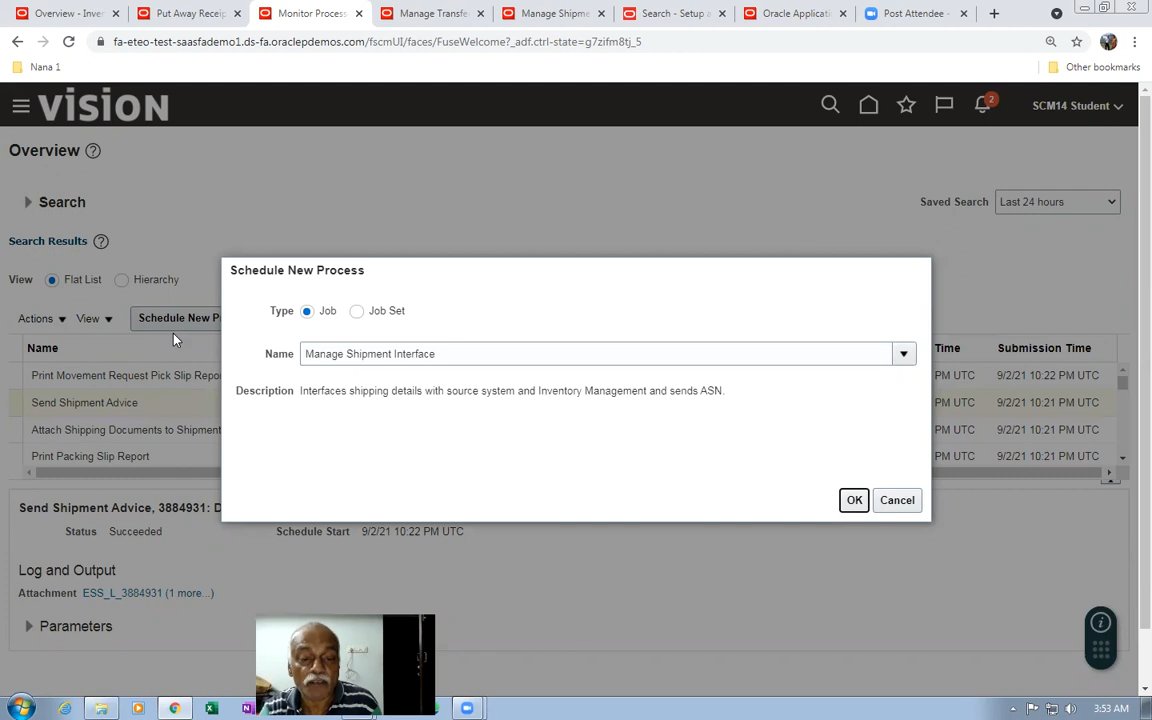 Overview - Inven
Put Away Receip
Monitor Process
Manage Transfe
Manage Shipme
Search - Setup a
Oracle Applicati
Post Attendee -
fa-eteo-test-saasfademo1.ds-fa.oraclepdemos.com/fscmUI/faces/FuseWelcome?_adf.ctrl-state=g7zifm8tj_5
Nana 1
Other bookmarks
vision
2
SCM14 Student
Overview
Search
Saved Search
Last 24 hours
Search Results
View
Flat List
Hierarchy
Actions
View
Schedule New P
Name
Time
Submission Time
Print Movement Request Pick Slip Repo
PM UTC
9/2/21 10:22 PM UTC
Send Shipment Advice
PM UTC
9/2/21 10:21 PM UTC
Attach Shipping Documents to Shipment
PM UTC
9/2/21 10:21 PM UTC
Print Packing Slip Report
PM UTC
9/2/21 10:21 PM UTC
Schedule New Process
Type
Job
Job Set
Name
Manage Shipment Interface
Description
Interfaces shipping details with source system and Inventory Management and sends ASN.
OK
Cancel
Send Shipment Advice, 3884931: D
Status
Succeeded
Schedule Start
9/2/21 10:22 PM UTC
Log and Output
Attachment
ESS_L_3884931 (1 more...)
Parameters
3:53 AM